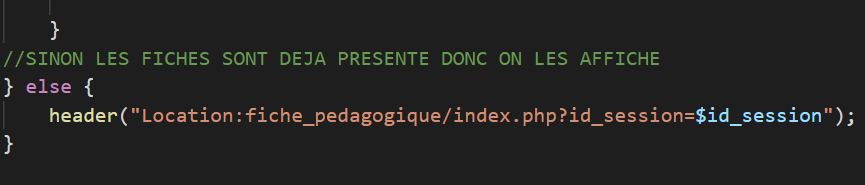 }
//SINON LES FICHES SONT DEJA PRESENTE DONC ON LES AFFICHE
} else {
header("Location:fiche_pedagogique/index.php?id_session=$id_session");
}